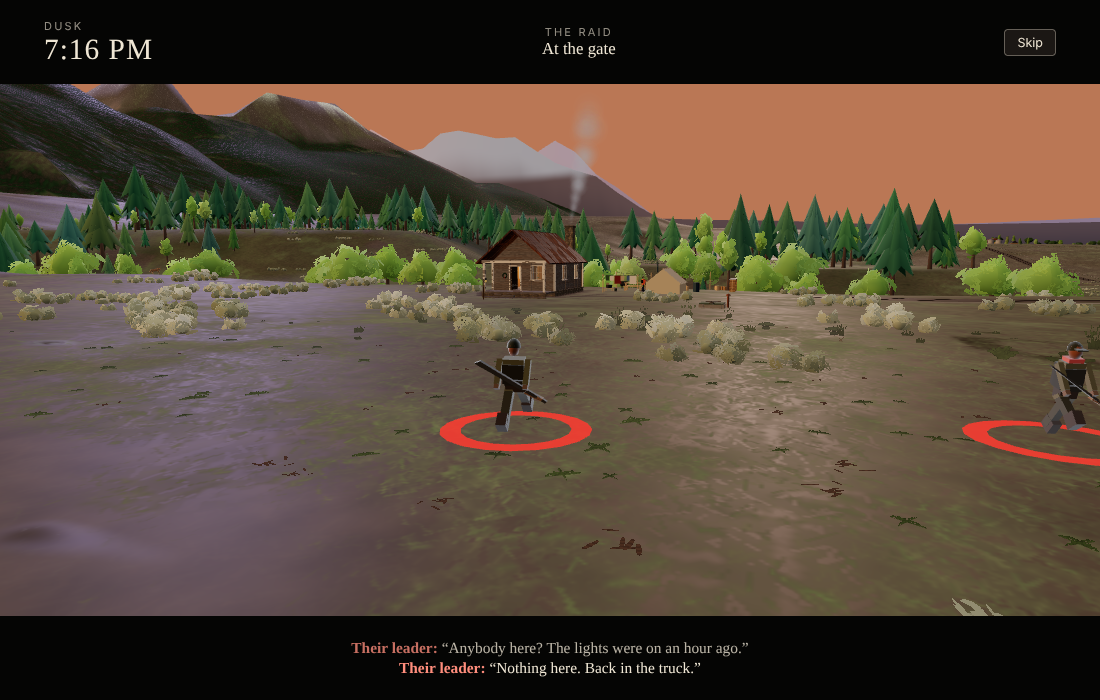 DUSK
7:16 PM
THE RAID
At the gate
Skip
Their leader: “Anybody here? The lights were on an hour ago.”
Their leader: “Nothing here. Back in the truck.”